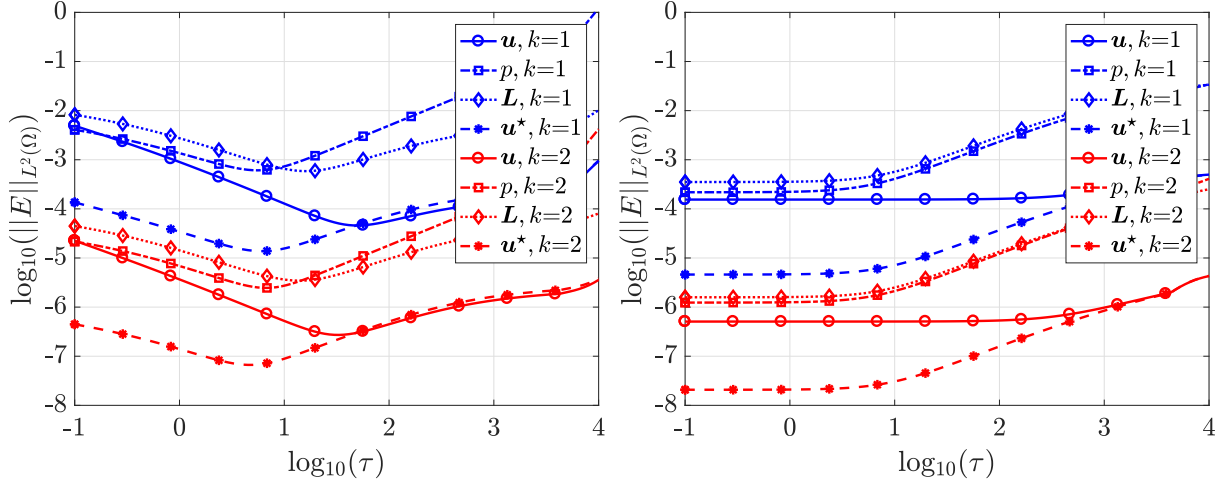 0
-1
-2
-3
-4
-5
-6
-7
-8
log₁₀(||E||_{L²(Ω)})
-1 0 1 2 3 4
log₁₀(τ)
u, k=1
p, k=1
L, k=1
u⋆, k=1
u, k=2
p, k=2
L, k=2
u⋆, k=2
0
-1
-2
-3
-4
-5
-6
-7
-8
log₁₀(||E||_{L²(Ω)})
-1 0 1 2 3 4
log₁₀(τ)
u, k=1
p, k=1
L, k=1
u⋆, k=1
u, k=2
p, k=2
L, k=2
u⋆, k=2